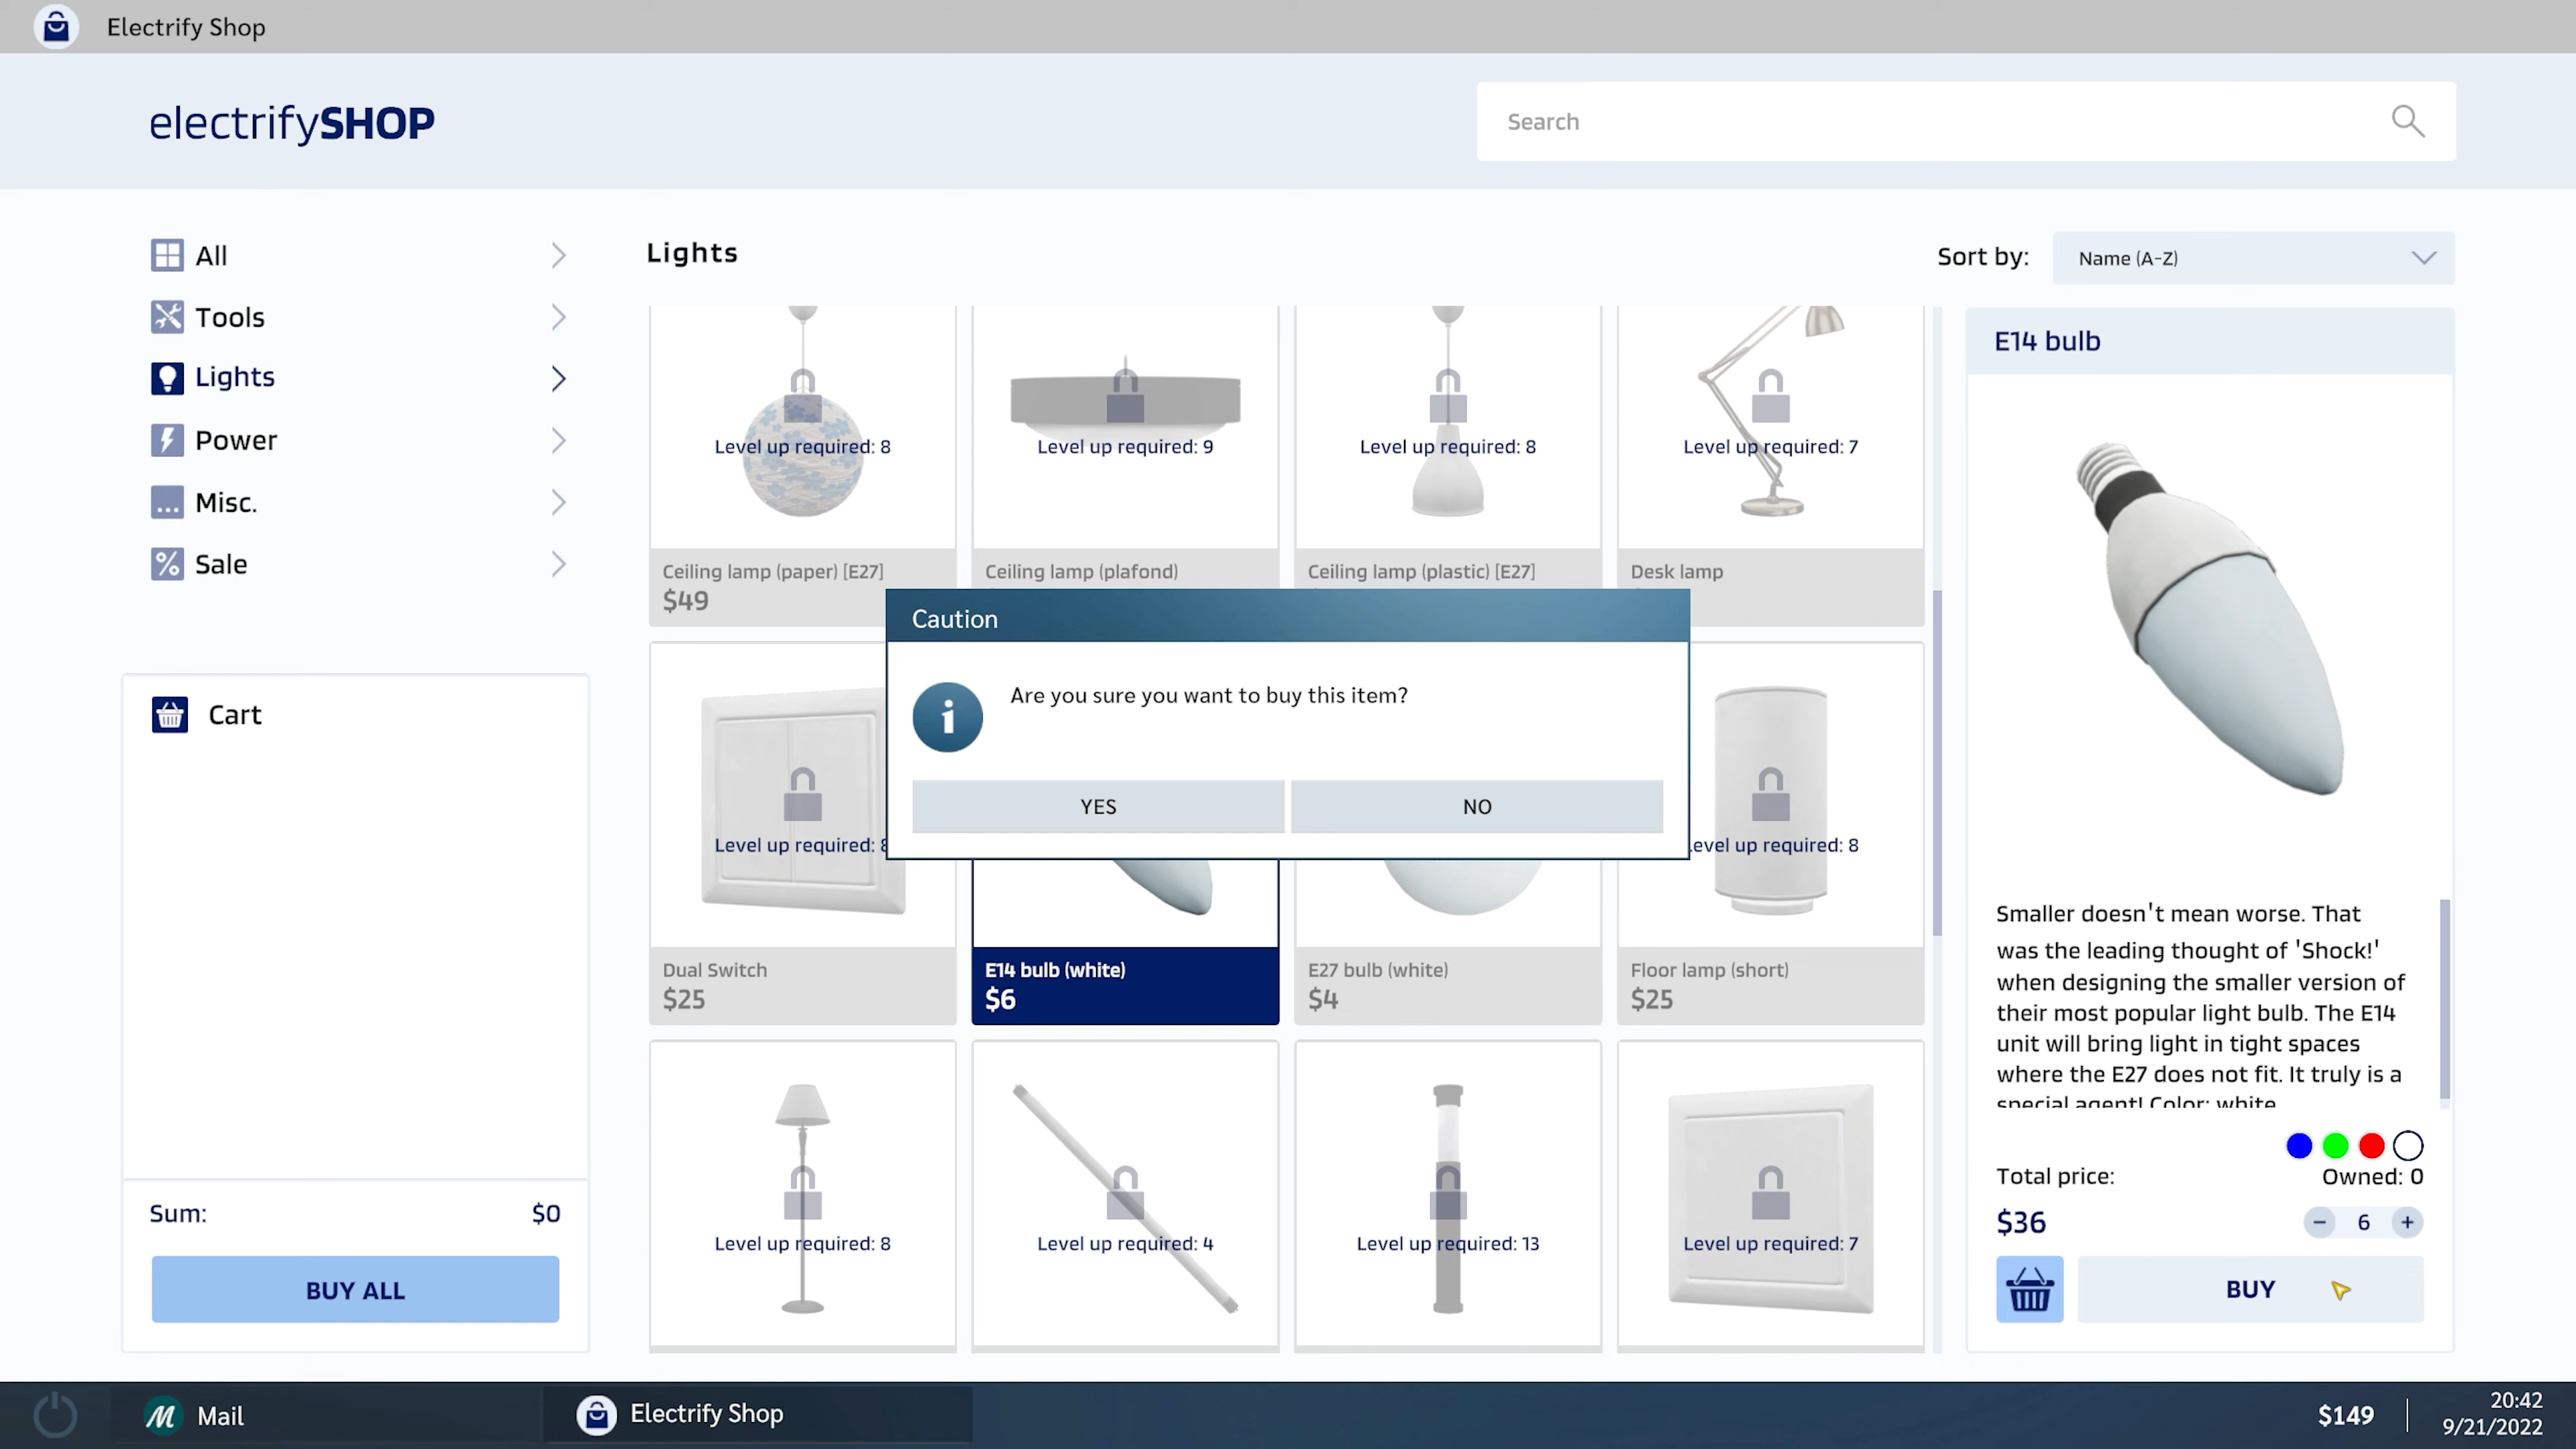 Electrify Shop
electrifySHOP
Search
All
Tools
Lights
Power
Misc.
Sale
Cart
Sum: $0
BUY ALL
Lights
Sort by: Name (A-Z)
Level up required: 8
Ceiling lamp (paper) [E27]
$49
Level up required: 9
Ceiling lamp (plafond)
Level up required: 8
Ceiling lamp (plastic) [E27]
Level up required: 7
Desk lamp
Caution
i
Are you sure you want to buy this item?
YES
NO
Level up required:
Dual Switch
$25
E14 bulb (white)
$6
E27 bulb (white)
$4
evel up required: 8
Floor lamp (short)
$25
Level up required: 8
Level up required: 4
Level up required: 13
Level up required: 7
E14 bulb
Smaller doesn't mean worse. That
was the leading thought of 'Shock!'
when designing the smaller version of
their most popular light bulb. The E14
unit will bring light in tight spaces
where the E27 does not fit. It truly is a
special agent! Color: white
Total price:
Owned: 0
$36
− 6 +
BUY
M Mail
Electrify Shop
$149
20:42
9/21/2022